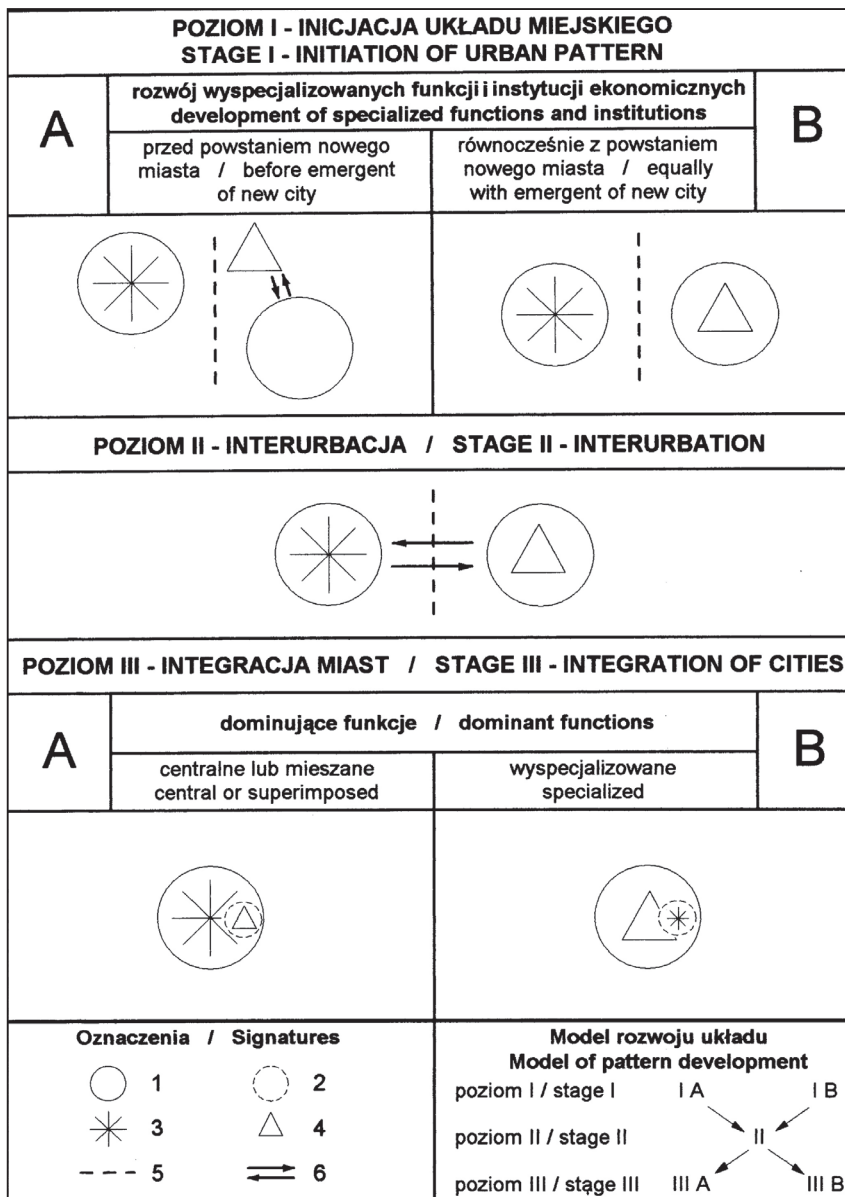 POZIOM I - INICJACJA UKŁADU MIEJSKIEGO
STAGE I - INITIATION OF URBAN PATTERN
A
rozwój wyspecjalizowanych funkcji i instytucji ekonomicznych
development of specialized functions and institutions
B
przed powstaniem nowego
miasta / before emergent
of new city
równocześnie z powstaniem
nowego miasta / equally
with emergent of new city
POZIOM II - INTERURBACJA / STAGE II - INTERURBATION
POZIOM III - INTEGRACJA MIAST / STAGE III - INTEGRATION OF CITIES
A
dominujące funkcje / dominant functions
B
centralne lub mieszane
central or superimposed
wyspecjalizowane
specialized
Oznaczenia / Signatures
1 2
3 4
5 6
Model rozwoju układu
Model of pattern development
poziom I / stage I I A I B
poziom II / stage II II
poziom III / stage III III A III B